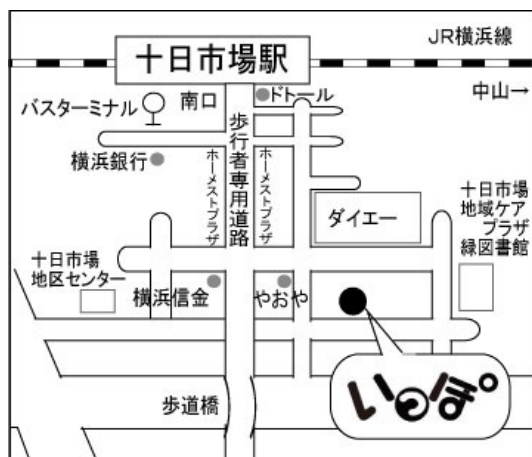 JR横浜線
十日市場駅
中山→
バスターミナル
南口
ドトール
歩行者専用道路
ホーメストプラザ
ホーメストプラザ
横浜銀行
ダイエー
十日市場
地域ケア
プラザ
緑図書館
十日市場
地区センター
横浜信金
やおや
歩道橋
いっぽ。